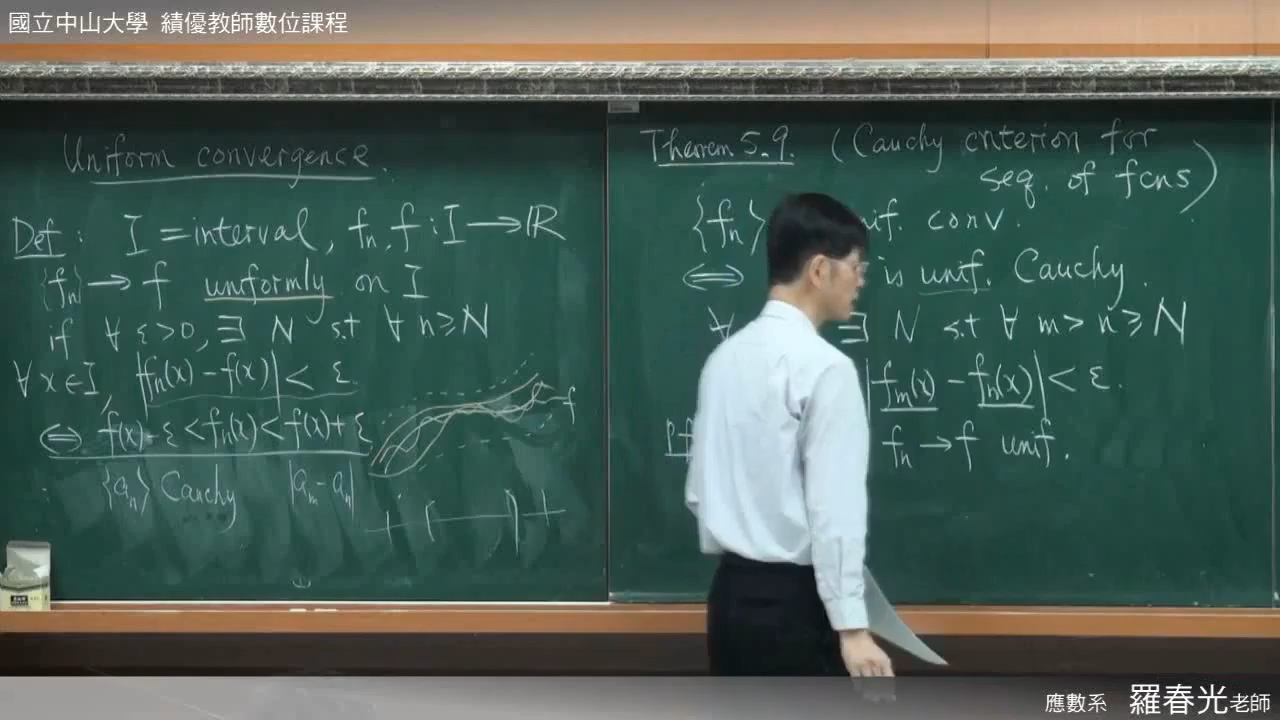 國立中山大學 績優教師數位課程
Uniform convergence.
Def: I = interval, fn, f : I → ℝ
{fn} → f uniformly on I
if ∀ ε>0, ∃ N s.t ∀ n≥N
∀ x∈I, |fn(x) - f(x)| < ε
⇔ f(x)-ε < fn(x) < f(x)+ε
f
{an} Cauchy |am - an|
Theorem 5.9. (Cauchy criterion for
seq. of fcns)
{fn} unif. conv.
⇔ is unif. Cauchy.
∀ ∃ N s.t ∀ m > n ≥ N
|fm(x) - fn(x)| < ε.
pf fn → f unif.
應數系 羅春光老師